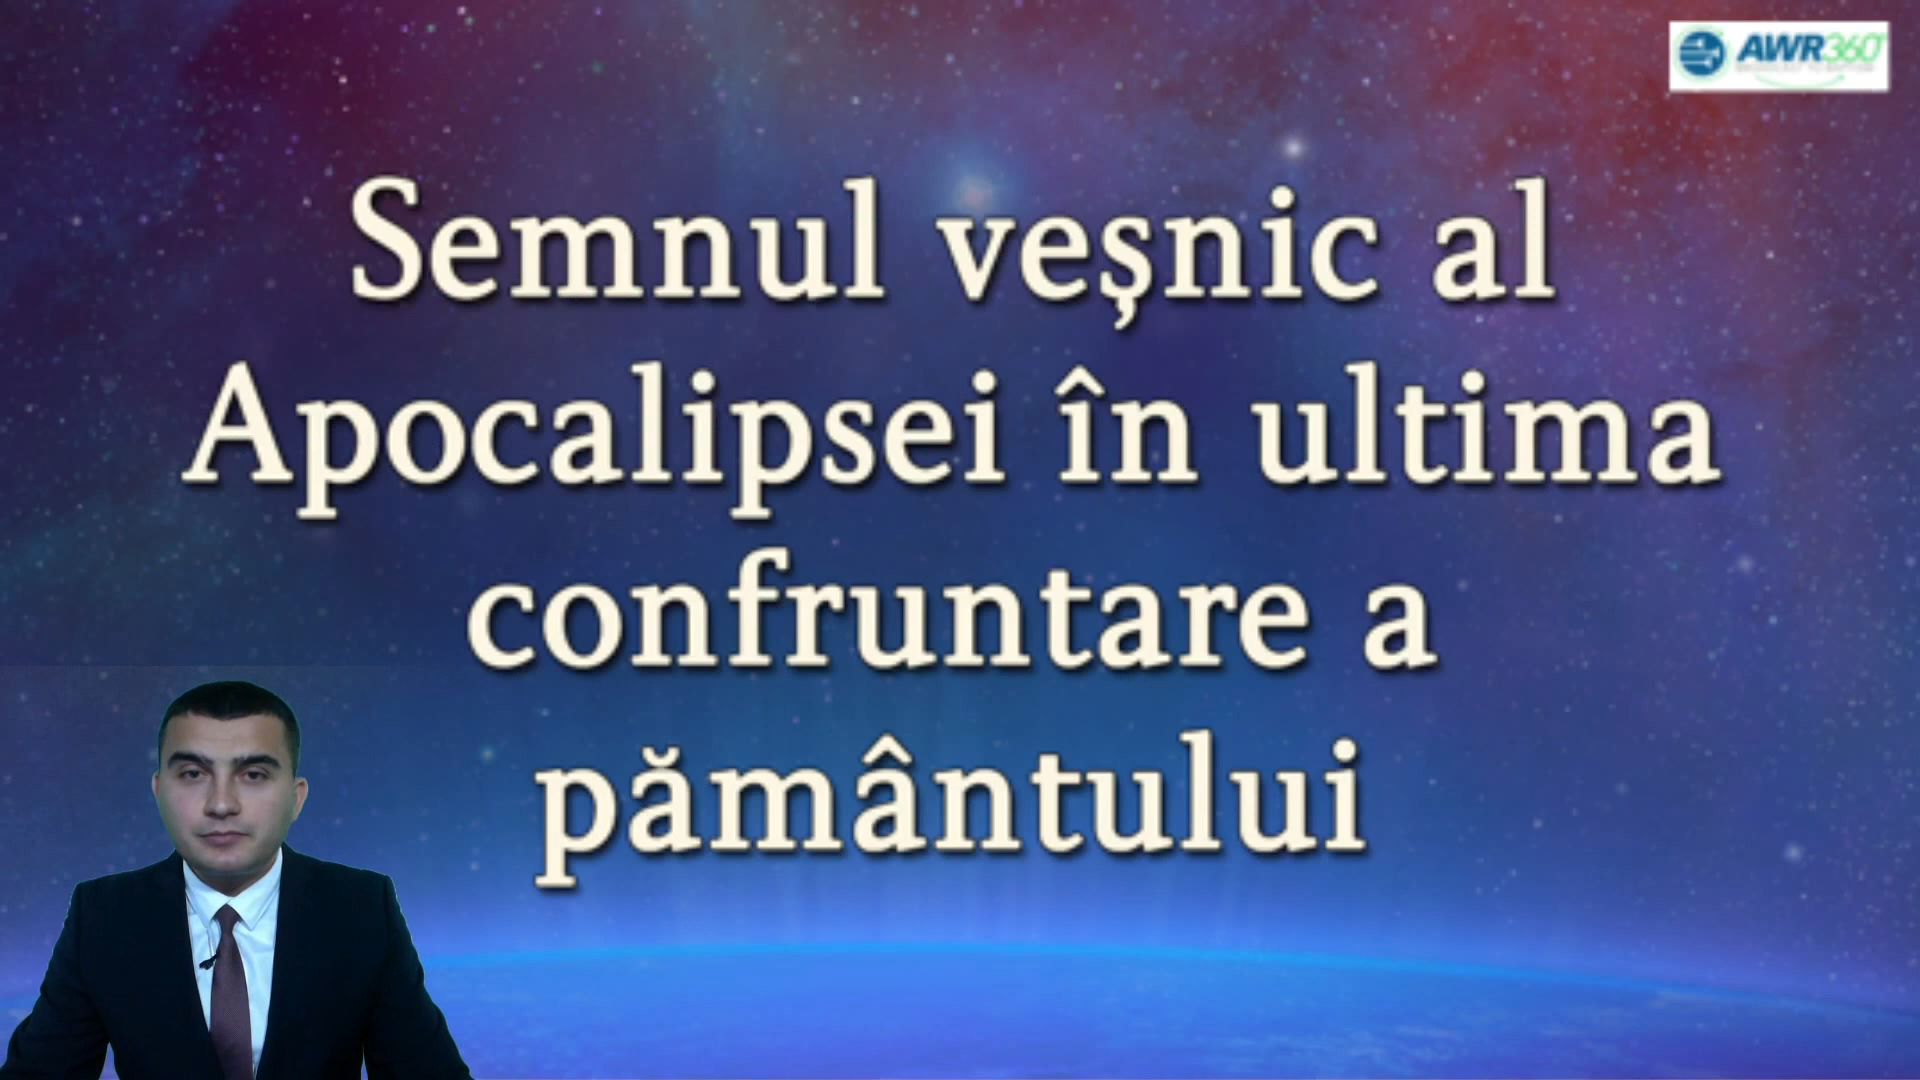 AWR360°
Semnul veșnic al
Apocalipsei în ultima
confruntare a
pământului